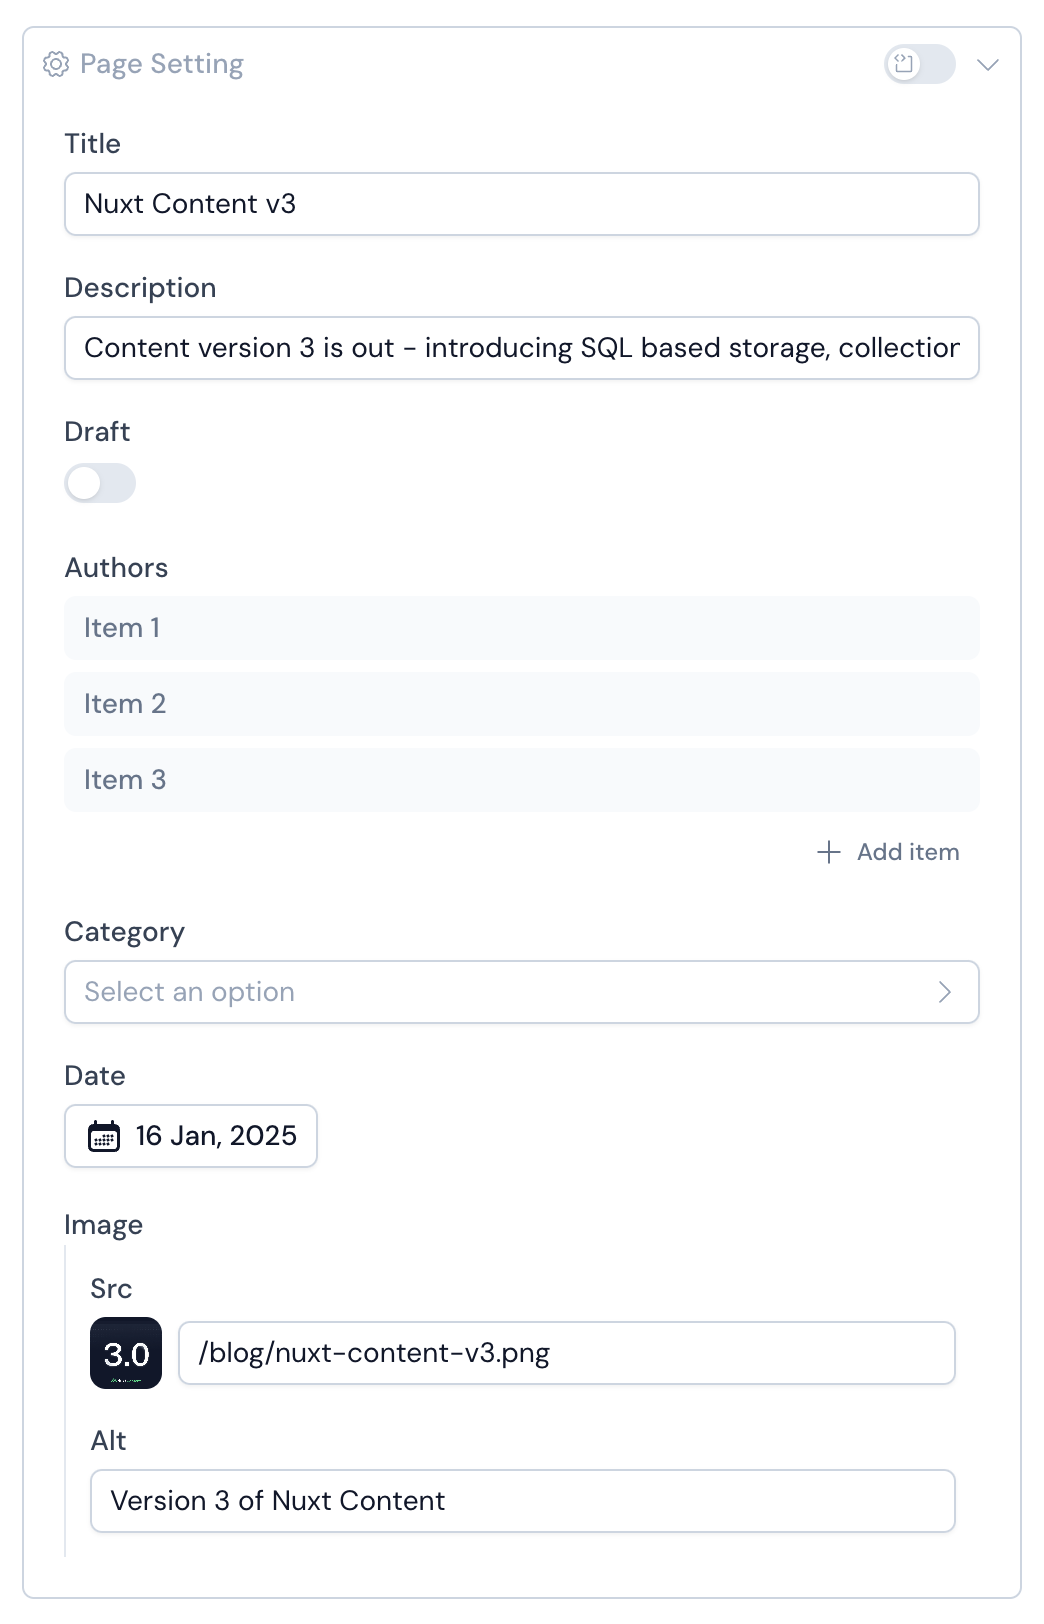 Page Setting
Title
Nuxt Content v3
Description
Content version 3 is out - introducing SQL based storage, collection
Draft
Authors
Item 1
Item 2
Item 3
Add item
Category
Select an option
Date
16 Jan, 2025
Image
Src
3.0
/blog/nuxt-content-v3.png
Alt
Version 3 of Nuxt Content